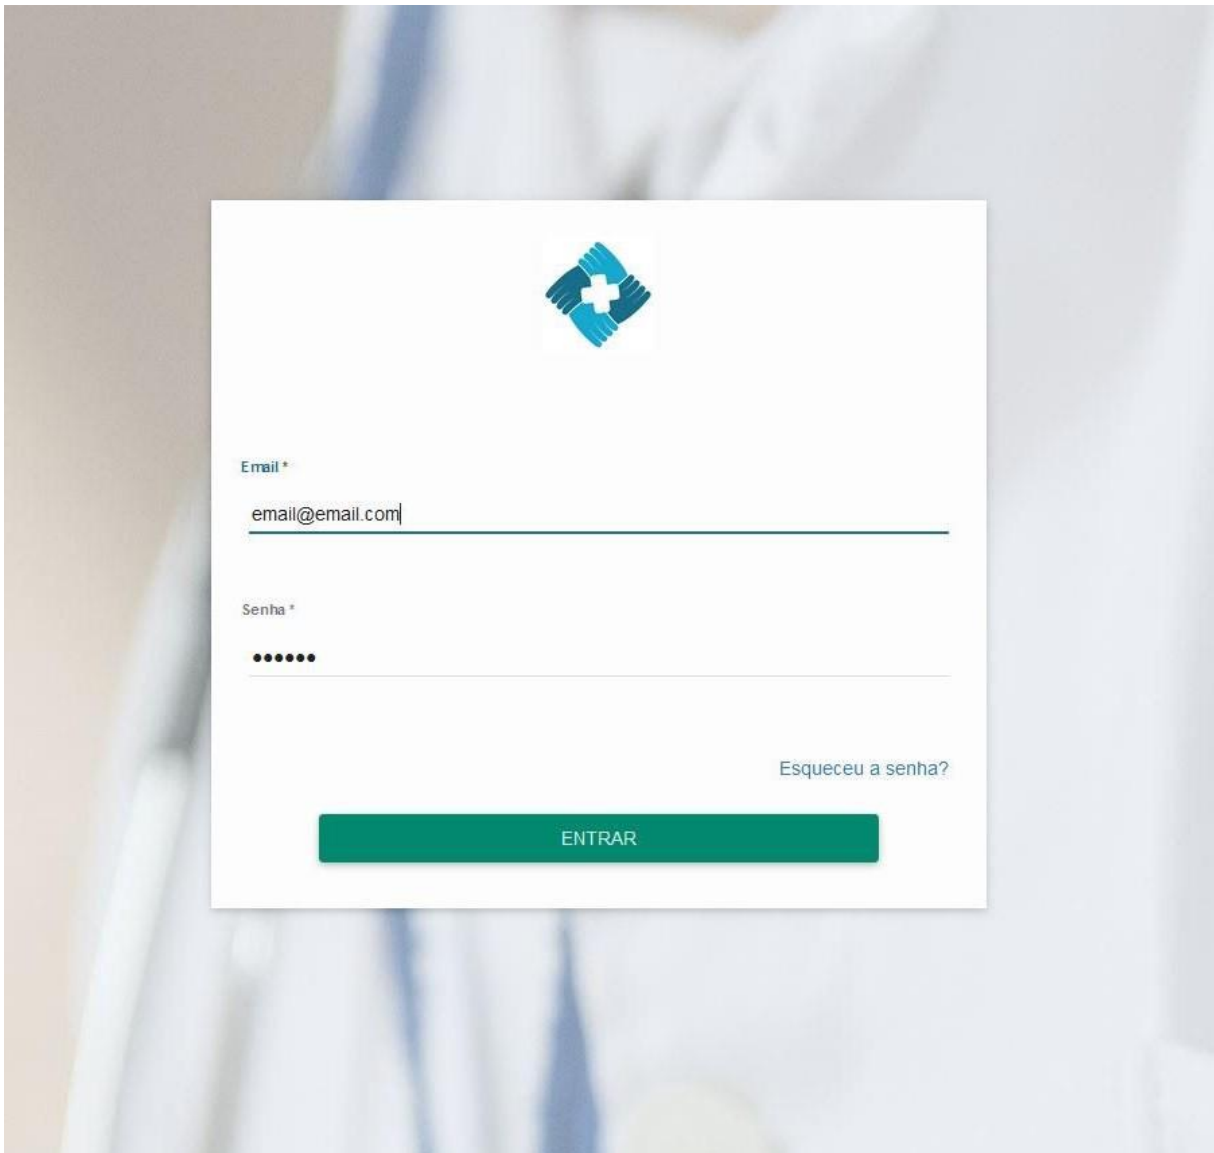 Email *
email@email.com
Senha *
••••••
Esqueceu a senha?
ENTRAR